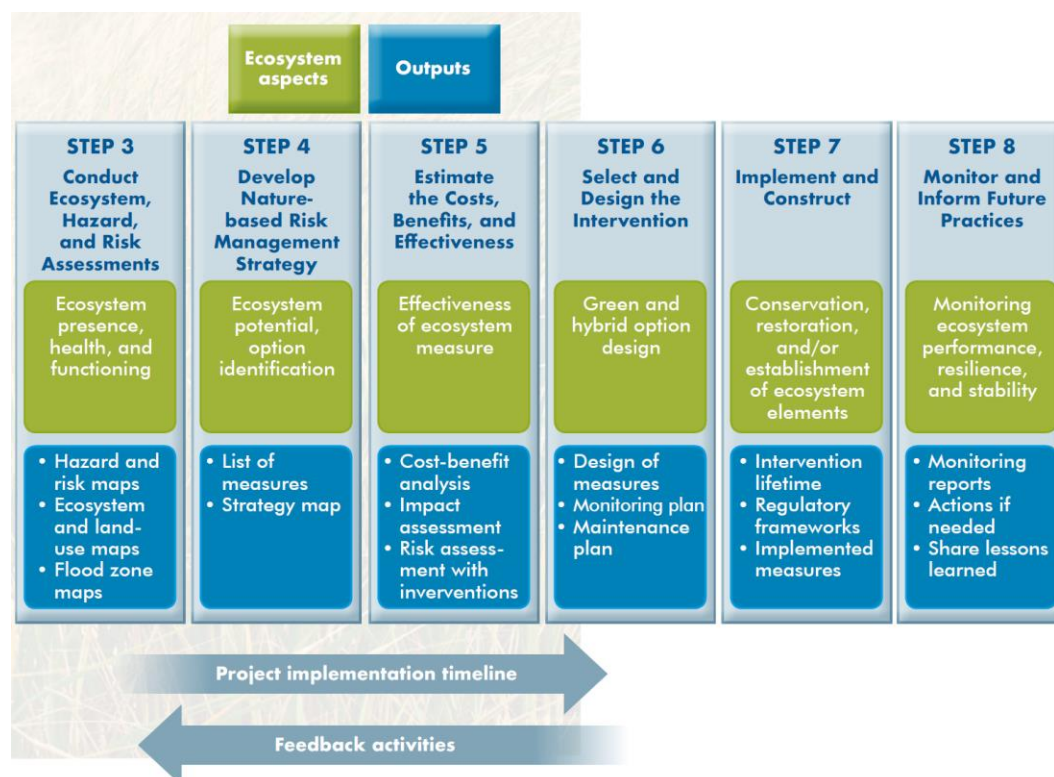 Ecosystem
aspects
Outputs
STEP 3
Conduct
Ecosystem,
Hazard,
and Risk
Assessments
Ecosystem
presence,
health, and
functioning
• Hazard and
risk maps
• Ecosystem
and land-
use maps
• Flood zone
maps
STEP 4
Develop
Nature-
based Risk
Management
Strategy
Ecosystem
potential,
option
identification
• List of
measures
• Strategy map
STEP 5
Estimate
the Costs,
Benefits, and
Effectiveness
Effectiveness
of ecosystem
measure
• Cost-benefit
analysis
• Impact
assessment
• Risk assess-
ment with
inverventions
STEP 6
Select and
Design the
Intervention
Green and
hybrid option
design
• Design of
measures
• Monitoring plan
• Maintenance
plan
STEP 7
Implement and
Construct
Conservation,
restoration,
and/or
establishment
of ecosystem
elements
• Intervention
lifetime
• Regulatory
frameworks
• Implemented
measures
STEP 8
Monitor and
Inform Future
Practices
Monitoring
ecosystem
performance,
resilience,
and stability
• Monitoring
reports
• Actions if
needed
• Share lessons
learned
Project implementation timeline
Feedback activities